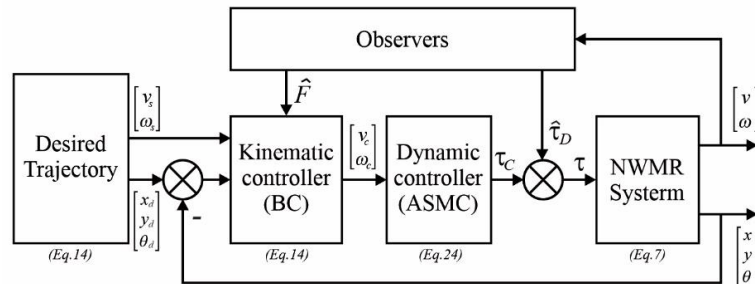 Observers
[v_s
ω_s]
F̂
[v_c
ω_c]
τ̂_D
[v
ω]
Desired
Trajectory
Kinematic
controller
(BC)
Dynamic
controller
(ASMC)
τ_C
τ
NWMR
Systerm
-
[x_d
y_d
θ_d]
(Eq.14)
(Eq.14)
(Eq.24)
(Eq.7)
[x
y
θ